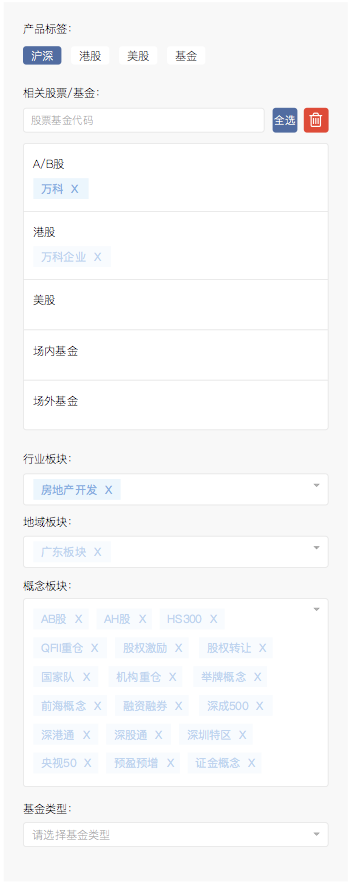 产品标签：
沪深 港股 美股 基金
相关股票/基金：
股票基金代码 全选
A/B股
万科 X
港股
万科企业 X
美股
场内基金
场外基金
行业板块：
房地产开发 X
地域板块：
广东板块 X
概念板块：
AB股 X AH股 X HS300 X
QFII重仓 X 股权激励 X 股权转让 X
国家队 X 机构重仓 X 举牌概念 X
前海概念 X 融资融券 X 深成500 X
深港通 X 深股通 X 深圳特区 X
央视50 X 预盈预增 X 证金概念 X
基金类型：
请选择基金类型